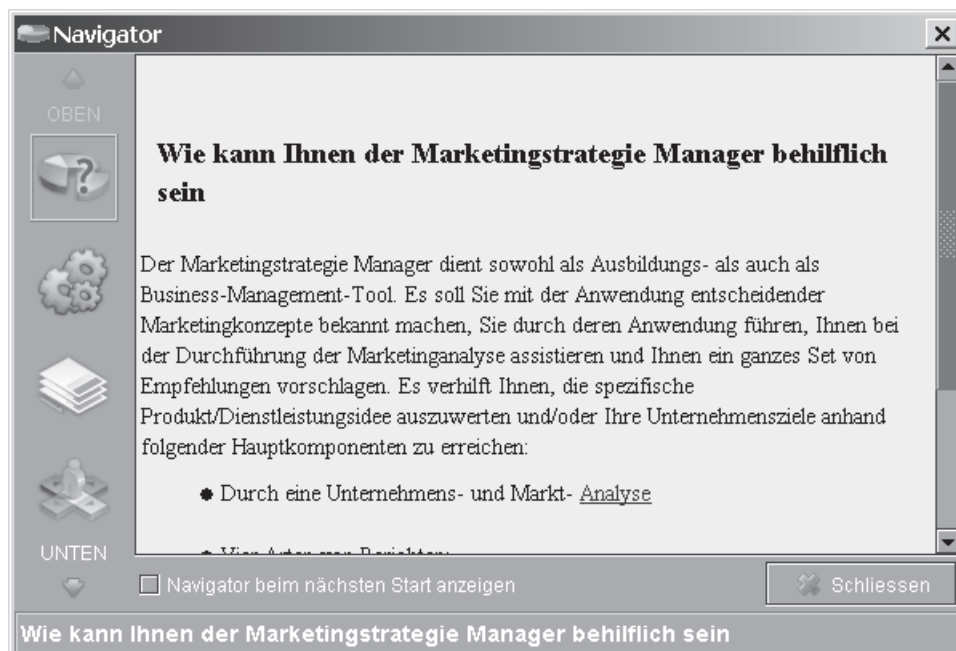 Navigator
OBEN
Wie kann Ihnen der Marketingstrategie Manager behilflich
sein
Der Marketingstrategie Manager dient sowohl als Ausbildungs- als auch als
Business-Management-Tool. Es soll Sie mit der Anwendung entscheidender
Marketingkonzepte bekannt machen, Sie durch deren Anwendung führen, Ihnen bei
der Durchführung der Marketinganalyse assistieren und Ihnen ein ganzes Set von
Empfehlungen vorschlagen. Es verhilft Ihnen, die spezifische
Produkt/Dienstleistungsidee auszuwerten und/oder Ihre Unternehmensziele anhand
folgender Hauptkomponenten zu erreichen:
● Durch eine Unternehmens- und Markt- Analyse
● Vier Arten von Berichten:
UNTEN
Navigator beim nächsten Start anzeigen
Schliessen
Wie kann Ihnen der Marketingstrategie Manager behilflich sein